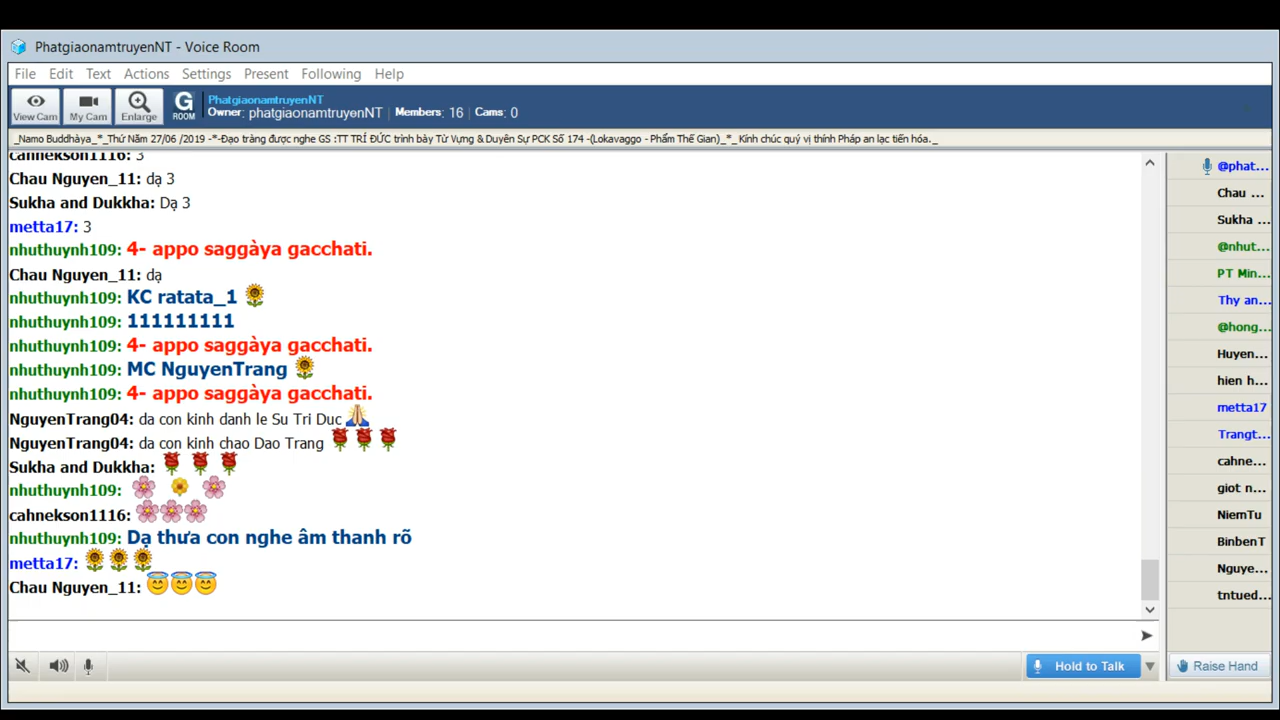 PhatgiaonamtruyenNT - Voice Room
File Edit Text Actions Settings Present Following Help
View Cam My Cam Enlarge G ROOM PhatgiaonamtruyenNT
Owner: phatgiaonamtruyenNT Members: 16 Cams: 0
_Namo Buddhàya_*_Thứ Năm 27/06 /2019 -*-Đạo tràng được nghe GS :TT TRÍ ĐỨC trình bày Từ Vựng & Duyên Sự PCK Số 174 -(Lokavaggo - Phẩm Thế Gian)_*_ Kính chúc quý vị thính Pháp an lạc tiến hóa._
cahnekson1116: 3
Chau Nguyen_11: dạ 3
Sukha and Dukkha: Dạ 3
metta17: 3
nhuthuynh109: 4- appo saggàya gacchati.
Chau Nguyen_11: dạ
nhuthuynh109: KC ratata_1
nhuthuynh109: 111111111
nhuthuynh109: 4- appo saggàya gacchati.
nhuthuynh109: MC NguyenTrang
nhuthuynh109: 4- appo saggàya gacchati.
NguyenTrang04: da con kinh danh le Su Tri Duc
NguyenTrang04: da con kinh chao Dao Trang
Sukha and Dukkha:
nhuthuynh109:
cahnekson1116:
nhuthuynh109: Dạ thưa con nghe âm thanh rõ
metta17:
Chau Nguyen_11:
@phat...
Chau ...
Sukha ...
@nhut...
PT Min...
Thy an...
@hong...
Huyen...
hien h...
metta17
Trangt...
cahne...
giot n...
NiemTu
BinbenT
Nguye...
tntued...
Hold to Talk
Raise Hand